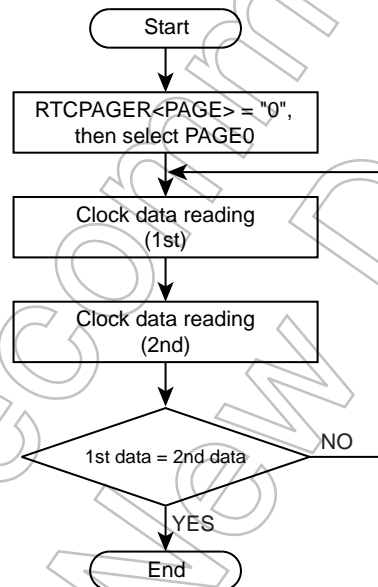 Start
RTCPAGER<PAGE> = "0",
then select PAGE0
Clock data reading
(1st)
Clock data reading
(2nd)
1st data = 2nd data
NO
YES
End